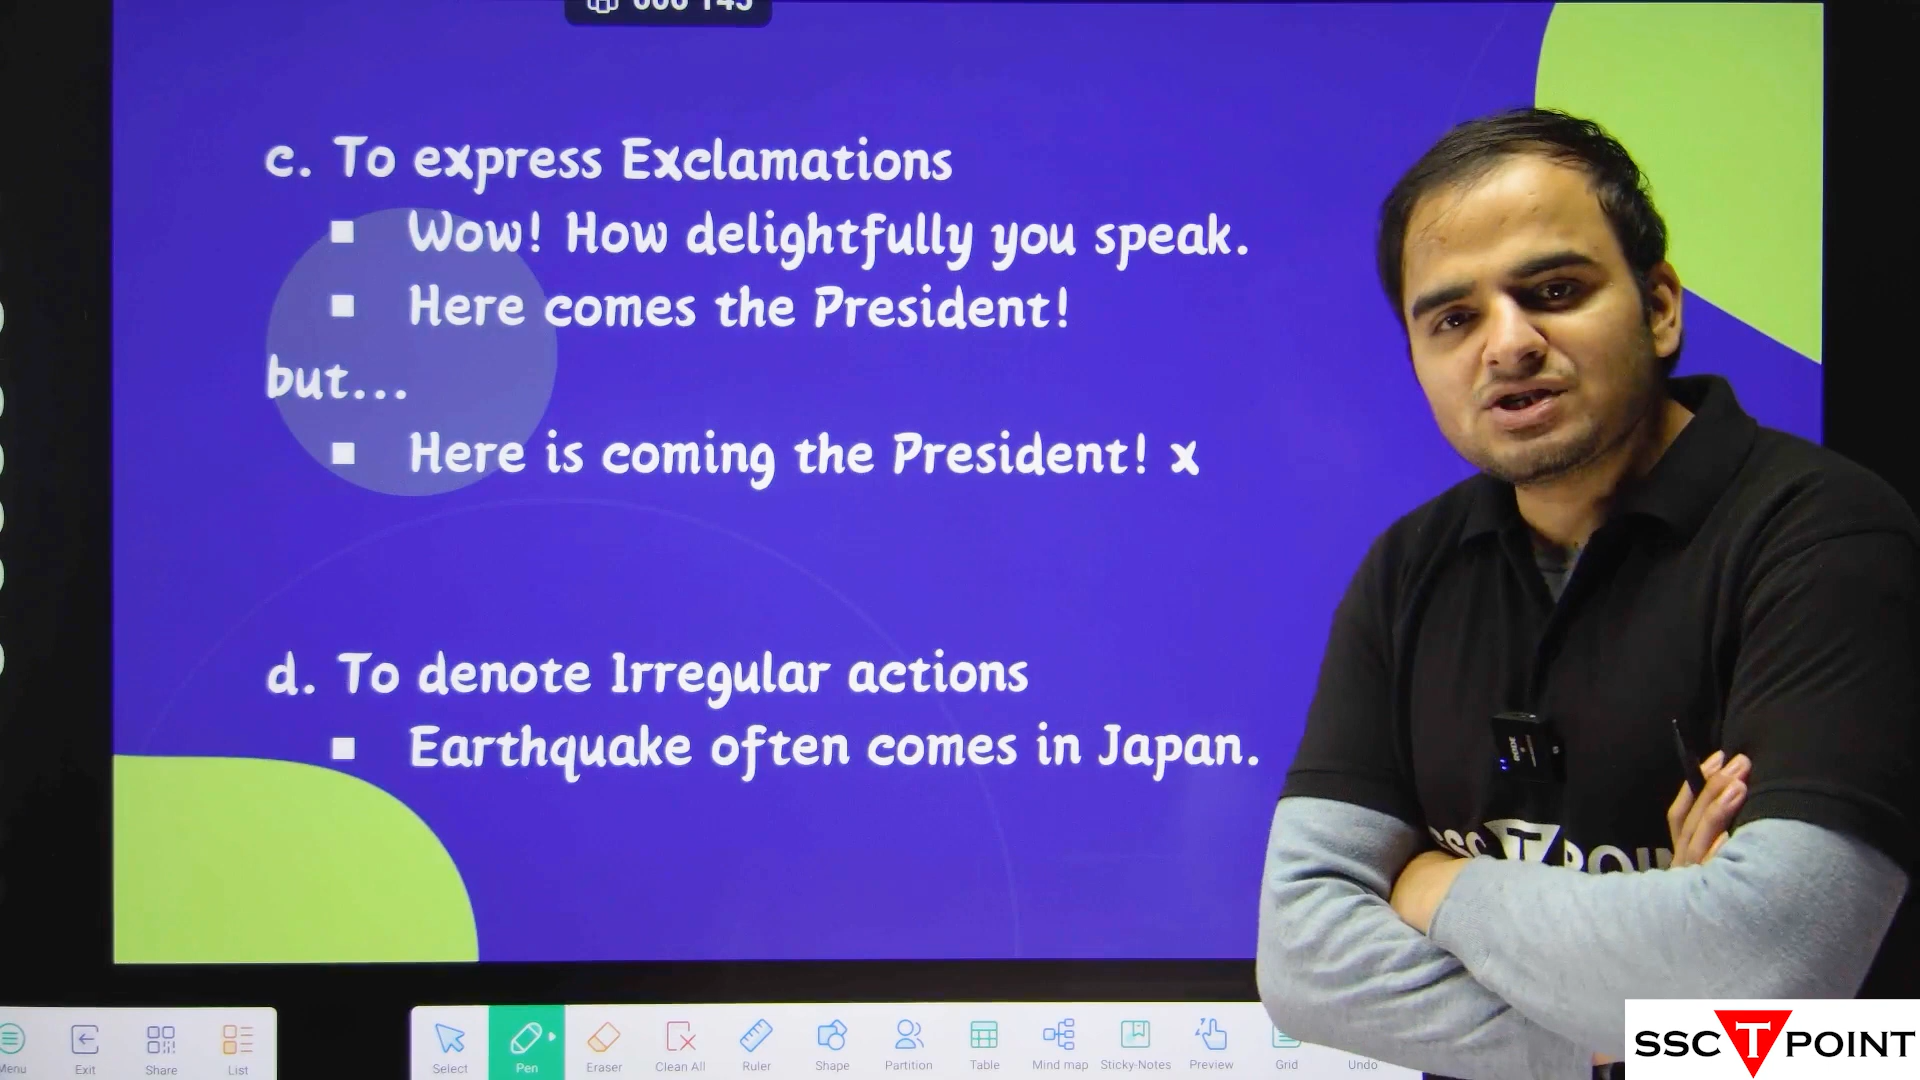 c. To express Exclamations
▪ Wow! How delightfully you speak.
▪ Here comes the President!
but...
▪ Here is coming the President! x
d. To denote Irregular actions
▪ Earthquake often comes in Japan.
SSC T POI
Menu Exit Share List Select Pen Eraser Clean All Ruler Shape Partition Table Mind map Sticky-Notes Preview Grid Undo
SSC T POINT